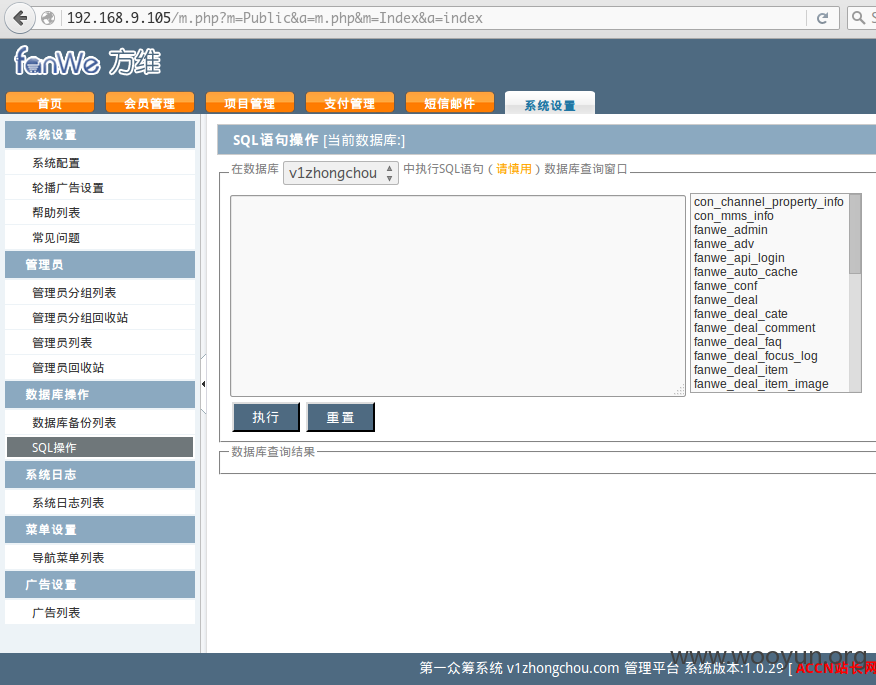 192.168.9.105/m.php?m=Public&a=m.php&m=Index&a=index
S
fanWe 方维
首页 会员管理 项目管理 支付管理 短信邮件 系统设置
系统设置
系统配置
轮播广告设置
帮助列表
常见问题
管理员
管理员分组列表
管理员分组回收站
管理员列表
管理员回收站
数据库操作
数据库备份列表
SQL操作
系统日志
系统日志列表
菜单设置
导航菜单列表
广告设置
广告列表
SQL语句操作 [当前数据库:]
在数据库 v1zhongchou 中执行SQL语句 ( 请慎用 ) 数据库查询窗口
con_channel_property_info
con_mms_info
fanwe_admin
fanwe_adv
fanwe_api_login
fanwe_auto_cache
fanwe_conf
fanwe_deal
fanwe_deal_cate
fanwe_deal_comment
fanwe_deal_faq
fanwe_deal_focus_log
fanwe_deal_item
fanwe_deal_item_image
执行 重置
数据库查询结果
www.wooyun.org
第一众筹系统 v1zhongchou.com 管理平台 系统版本:1.0.29 [ ACCN站长网